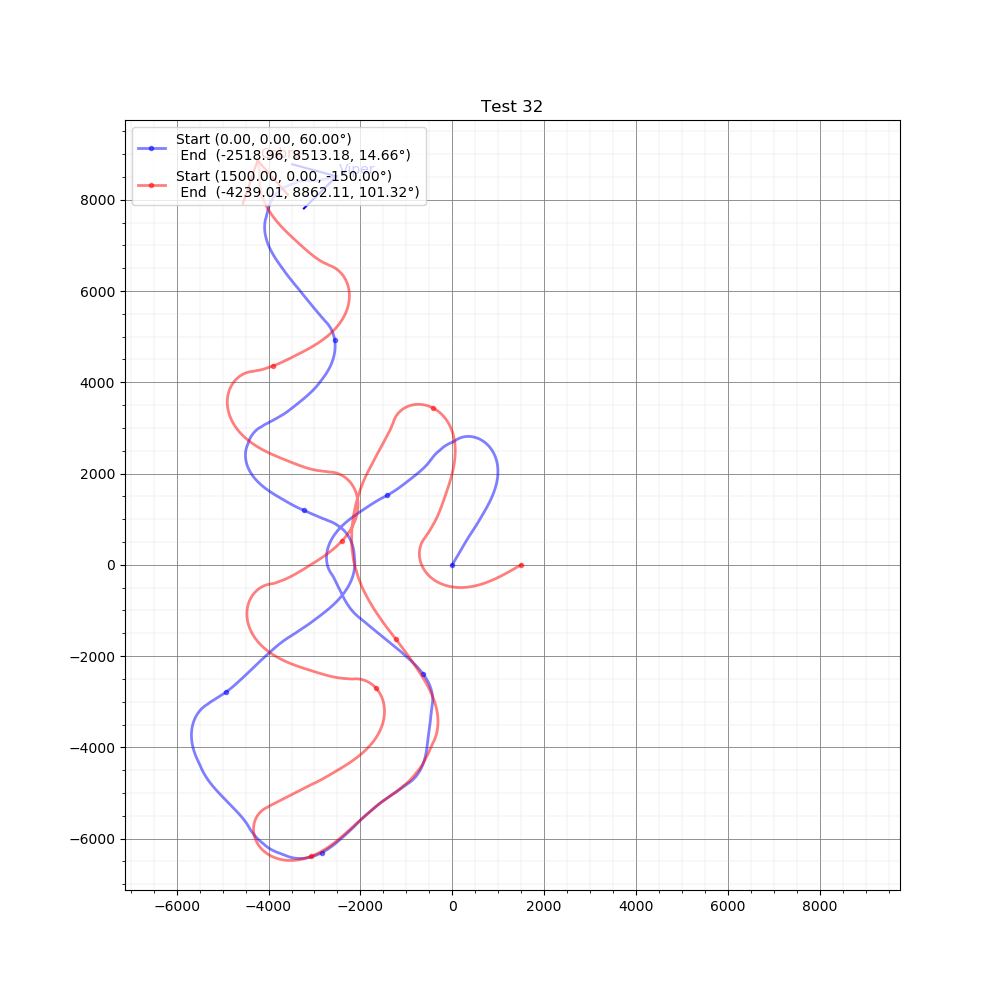 Test 32
Start (0.00, 0.00, 60.00°)
End  (-2518.96, 8513.18, 14.66°)
Start (1500.00, 0.00, -150.00°)
End  (-4239.01, 8862.11, 101.32°)
Viper
8000
6000
4000
2000
0
−2000
−4000
−6000
−6000 −4000 −2000 0 2000 4000 6000 8000